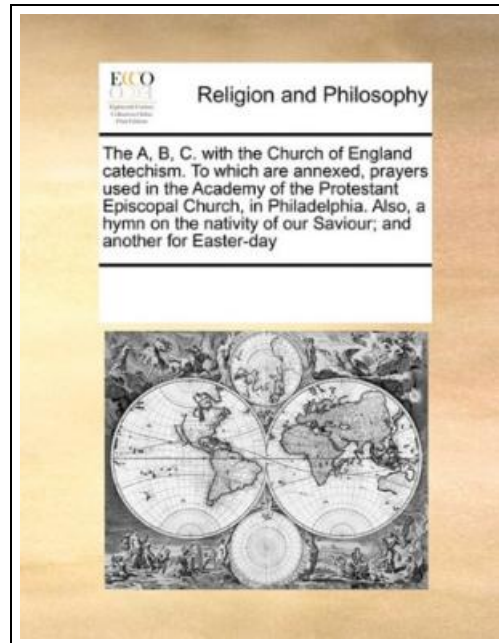 ECCO
Religion and Philosophy
The A, B, C. with the Church of England
catechism. To which are annexed, prayers
used in the Academy of the Protestant
Episcopal Church, in Philadelphia. Also, a
hymn on the nativity of our Saviour; and
another for Easter-day